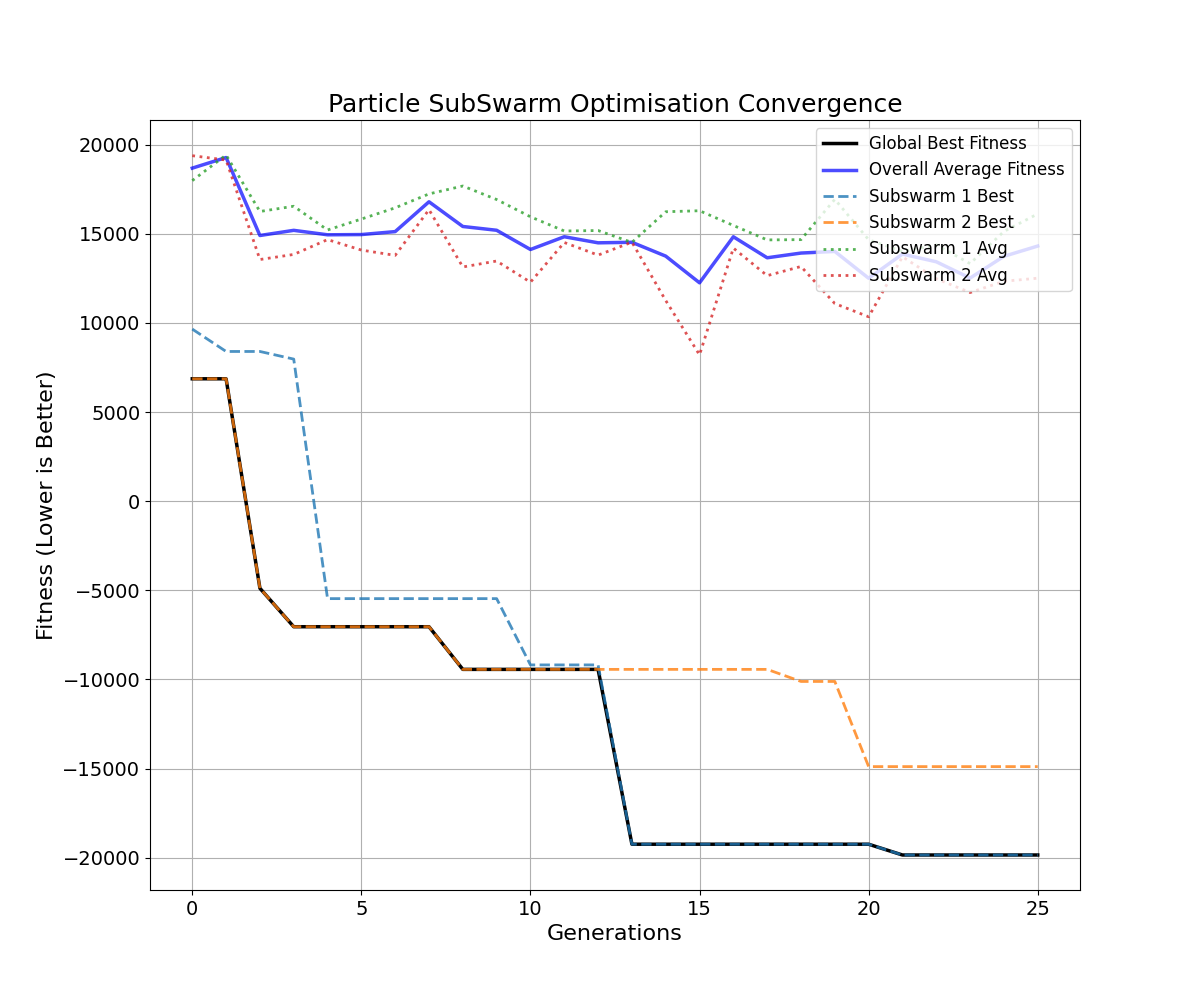 Particle SubSwarm Optimisation Convergence
Fitness (Lower is Better)
20000
15000
10000
5000
0
−5000
−10000
−15000
−20000
Global Best Fitness
Overall Average Fitness
Subswarm 1 Best
Subswarm 2 Best
Subswarm 1 Avg
Subswarm 2 Avg
0 5 10 15 20 25
Generations